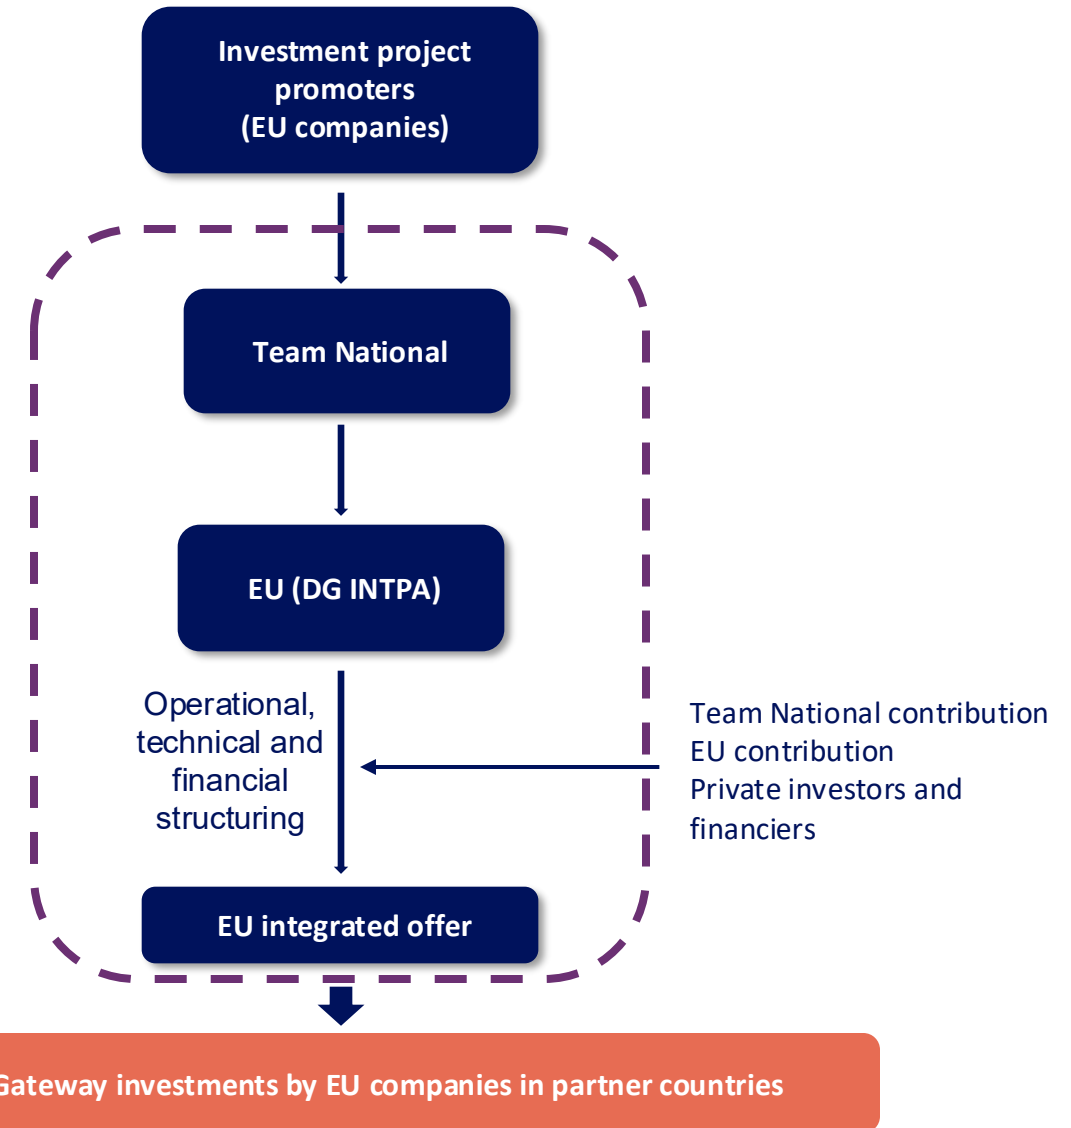 Investment project
promoters
(EU companies)
Team National
EU (DG INTPA)
Operational,
technical and
financial
structuring
Team National contribution
EU contribution
Private investors and
financiers
EU integrated offer
Gateway investments by EU companies in partner countries